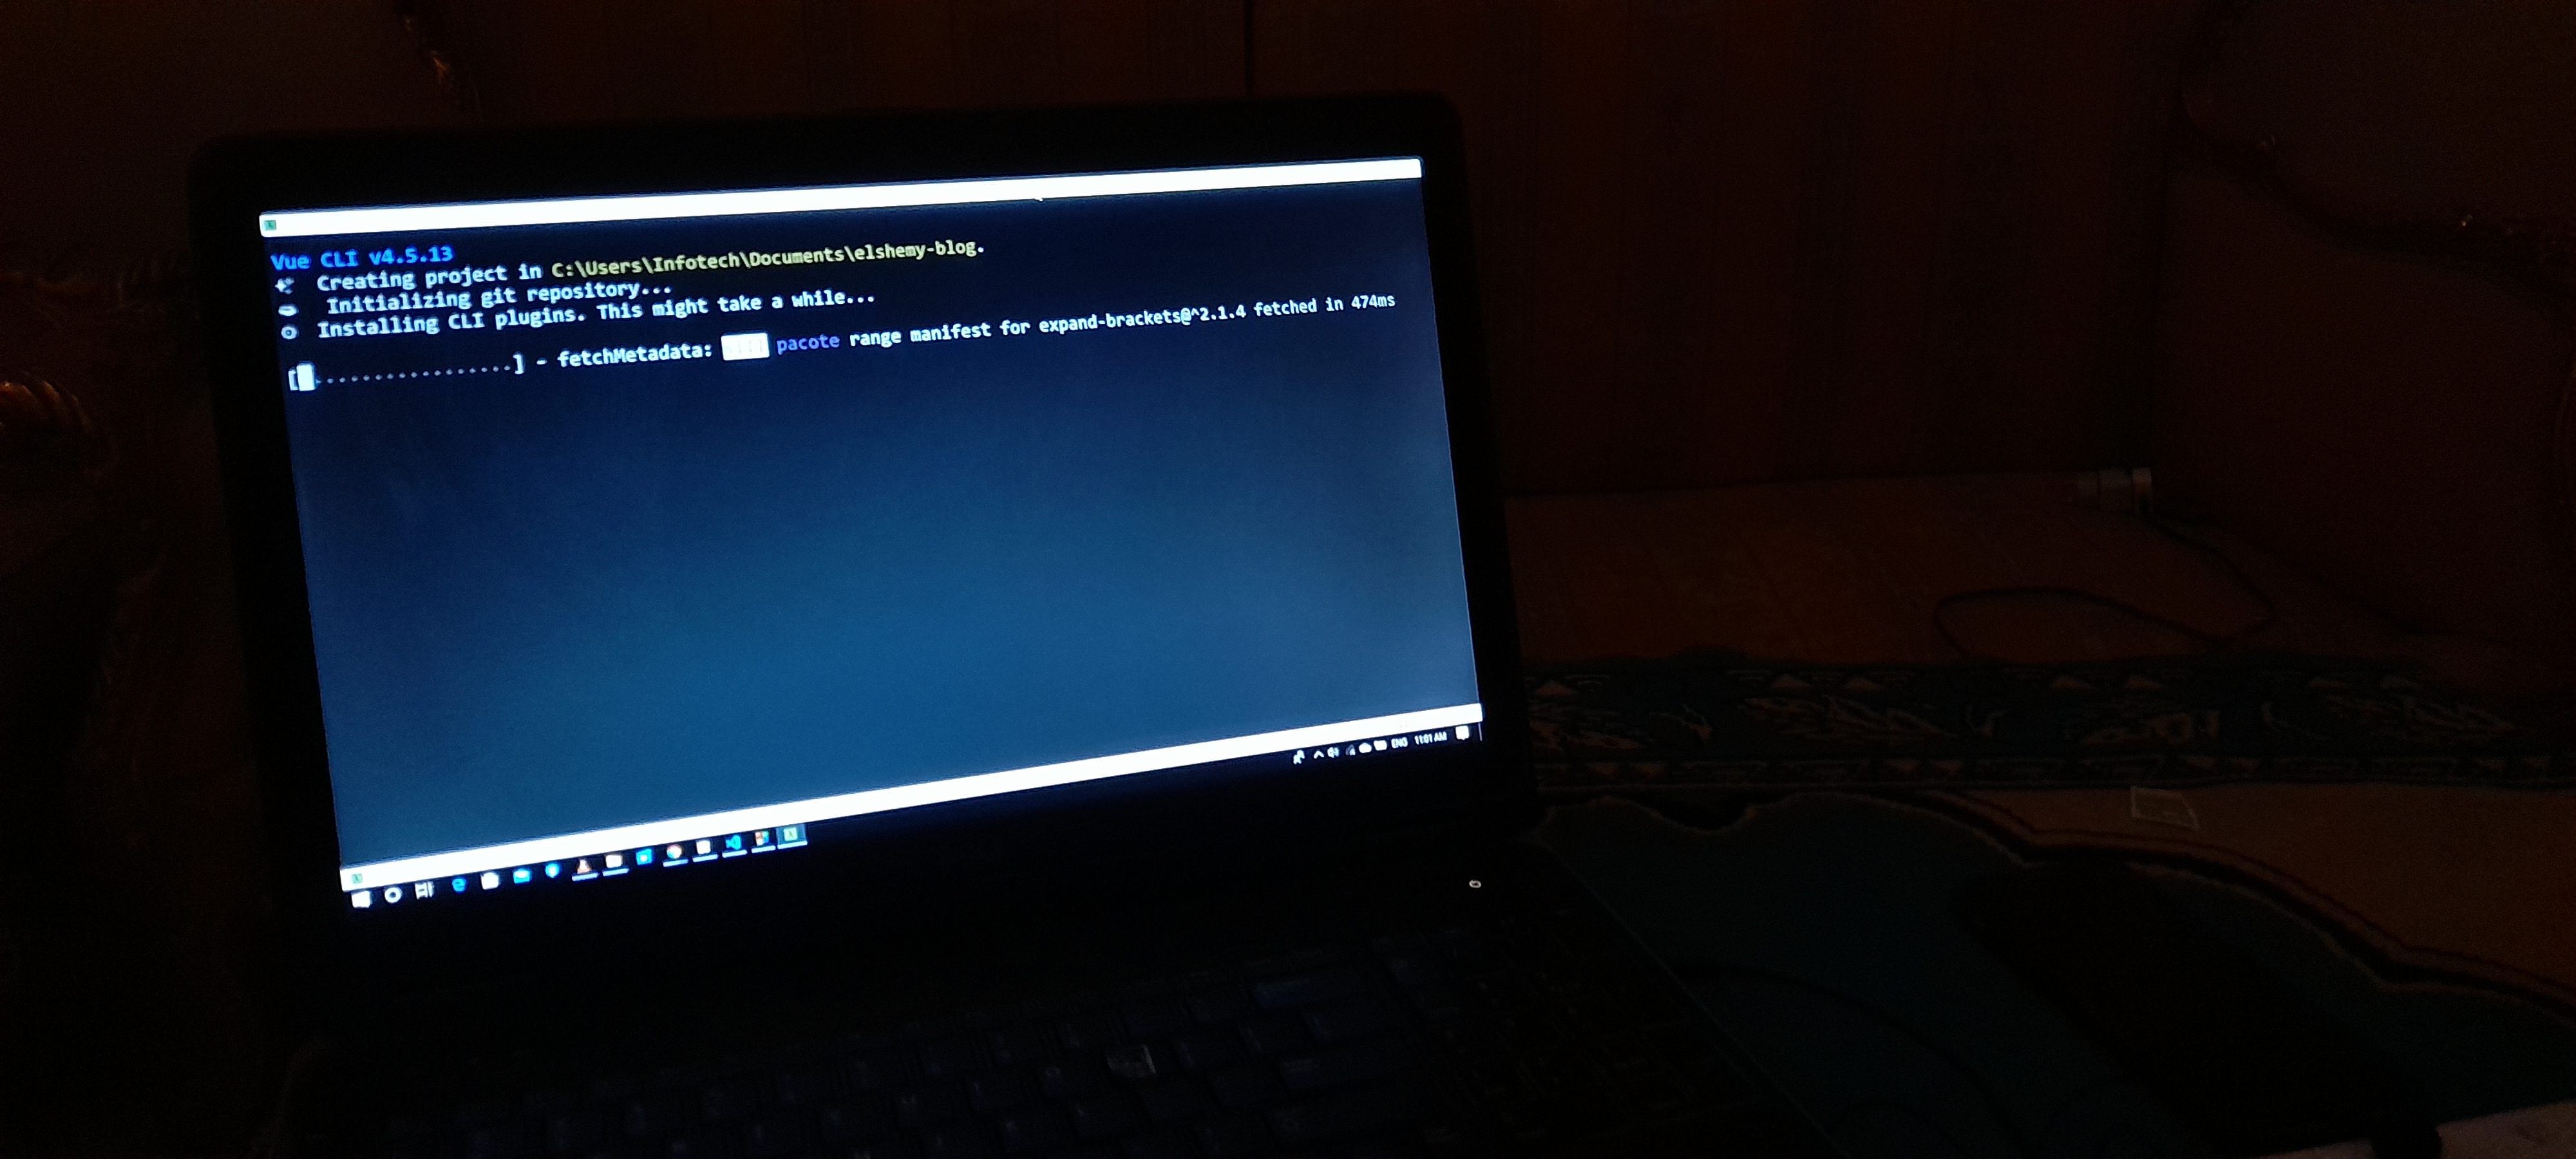 Vue CLI v4.5.13
Creating project in C:\Users\Infotech\Documents\elshemy-blog.
Initializing git repository...
Installing CLI plugins. This might take a while...
[ .................] - fetchMetadata: sill pacote range manifest for expand-brackets@^2.1.4 fetched in 474ms
ENG 11:01 AM